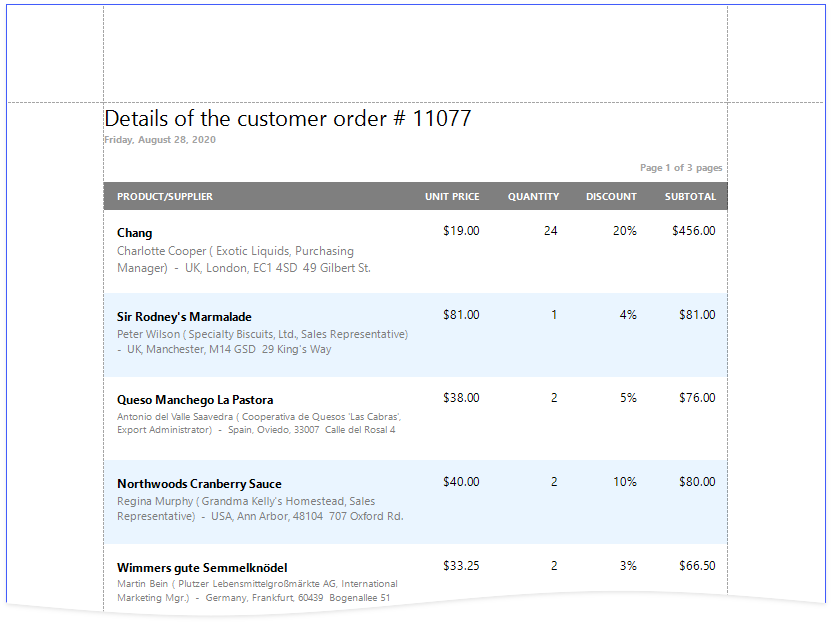 Details of the customer order # 11077
Friday, August 28, 2020
Page 1 of 3 pages
PRODUCT/SUPPLIER UNIT PRICE QUANTITY DISCOUNT SUBTOTAL
Chang $19.00 24 20% $456.00
Charlotte Cooper ( Exotic Liquids, Purchasing
Manager)  -  UK, London, EC1 4SD  49 Gilbert St.
Sir Rodney's Marmalade $81.00 1 4% $81.00
Peter Wilson ( Specialty Biscuits, Ltd., Sales Representative)
-  UK, Manchester, M14 GSD  29 King's Way
Queso Manchego La Pastora $38.00 2 5% $76.00
Antonio del Valle Saavedra ( Cooperativa de Quesos 'Las Cabras',
Export Administrator)  -  Spain, Oviedo, 33007  Calle del Rosal 4
Northwoods Cranberry Sauce $40.00 2 10% $80.00
Regina Murphy ( Grandma Kelly's Homestead, Sales
Representative)  -  USA, Ann Arbor, 48104  707 Oxford Rd.
Wimmers gute Semmelknödel $33.25 2 3% $66.50
Martin Bein ( Plutzer Lebensmittelgroßmärkte AG, International
Marketing Mgr.)  -  Germany, Frankfurt, 60439  Bogenallee 51